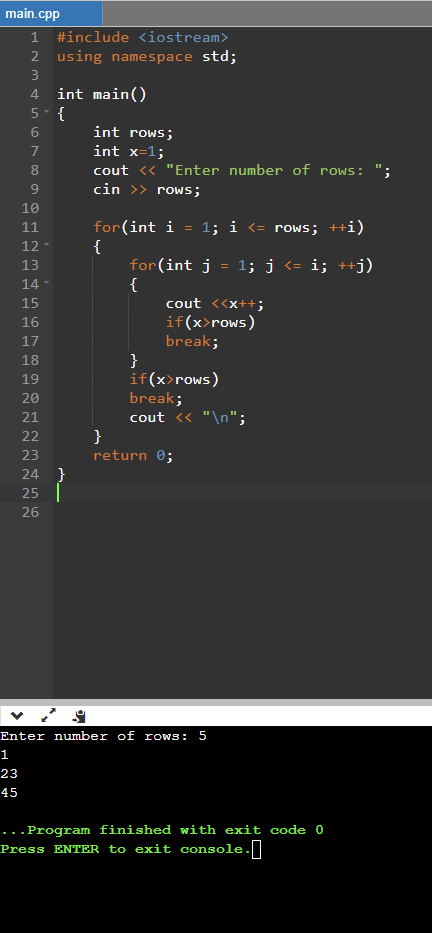 main.cpp
1 #include <iostream>
2 using namespace std;
3
4 int main()
5 {
6     int rows;
7     int x=1;
8     cout << "Enter number of rows: ";
9     cin >> rows;
10
11     for(int i = 1; i <= rows; ++i)
12     {
13         for(int j = 1; j <= i; ++j)
14         {
15             cout <<x++;
16             if(x>rows)
17             break;
18         }
19         if(x>rows)
20         break;
21         cout << "\n";
22     }
23     return 0;
24 }
25
26
Enter number of rows: 5
1
23
45
...Program finished with exit code 0
Press ENTER to exit console.